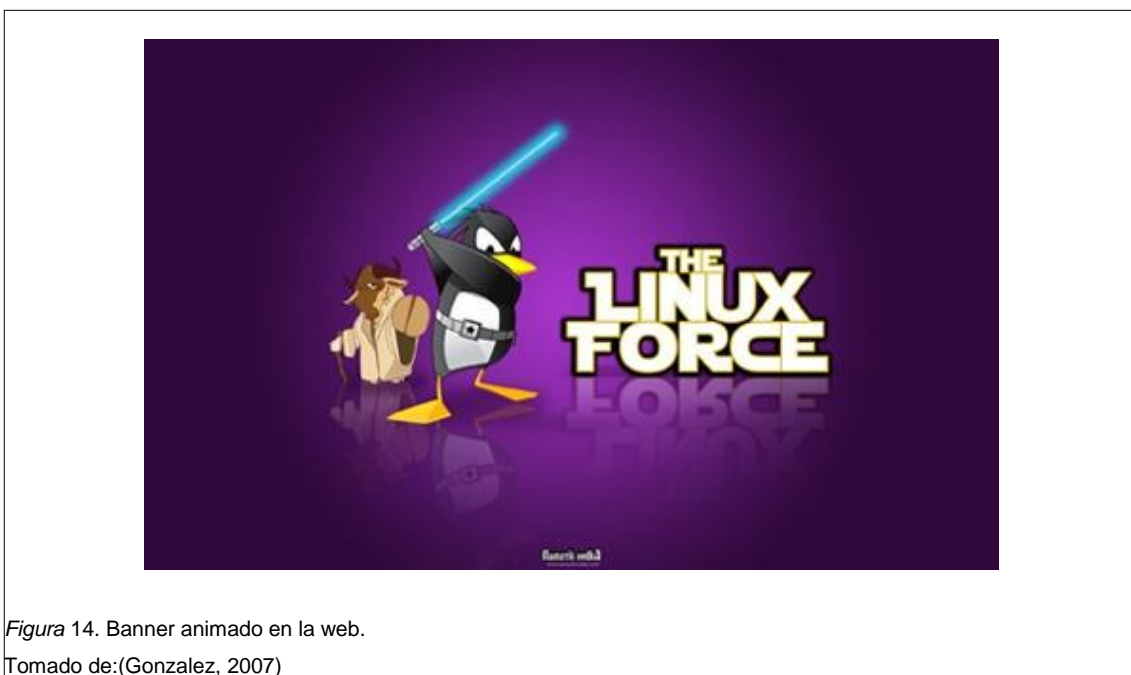 THE
LINUX
FORCE
Figura 14. Banner animado en la web.
Tomado de:(Gonzalez, 2007)